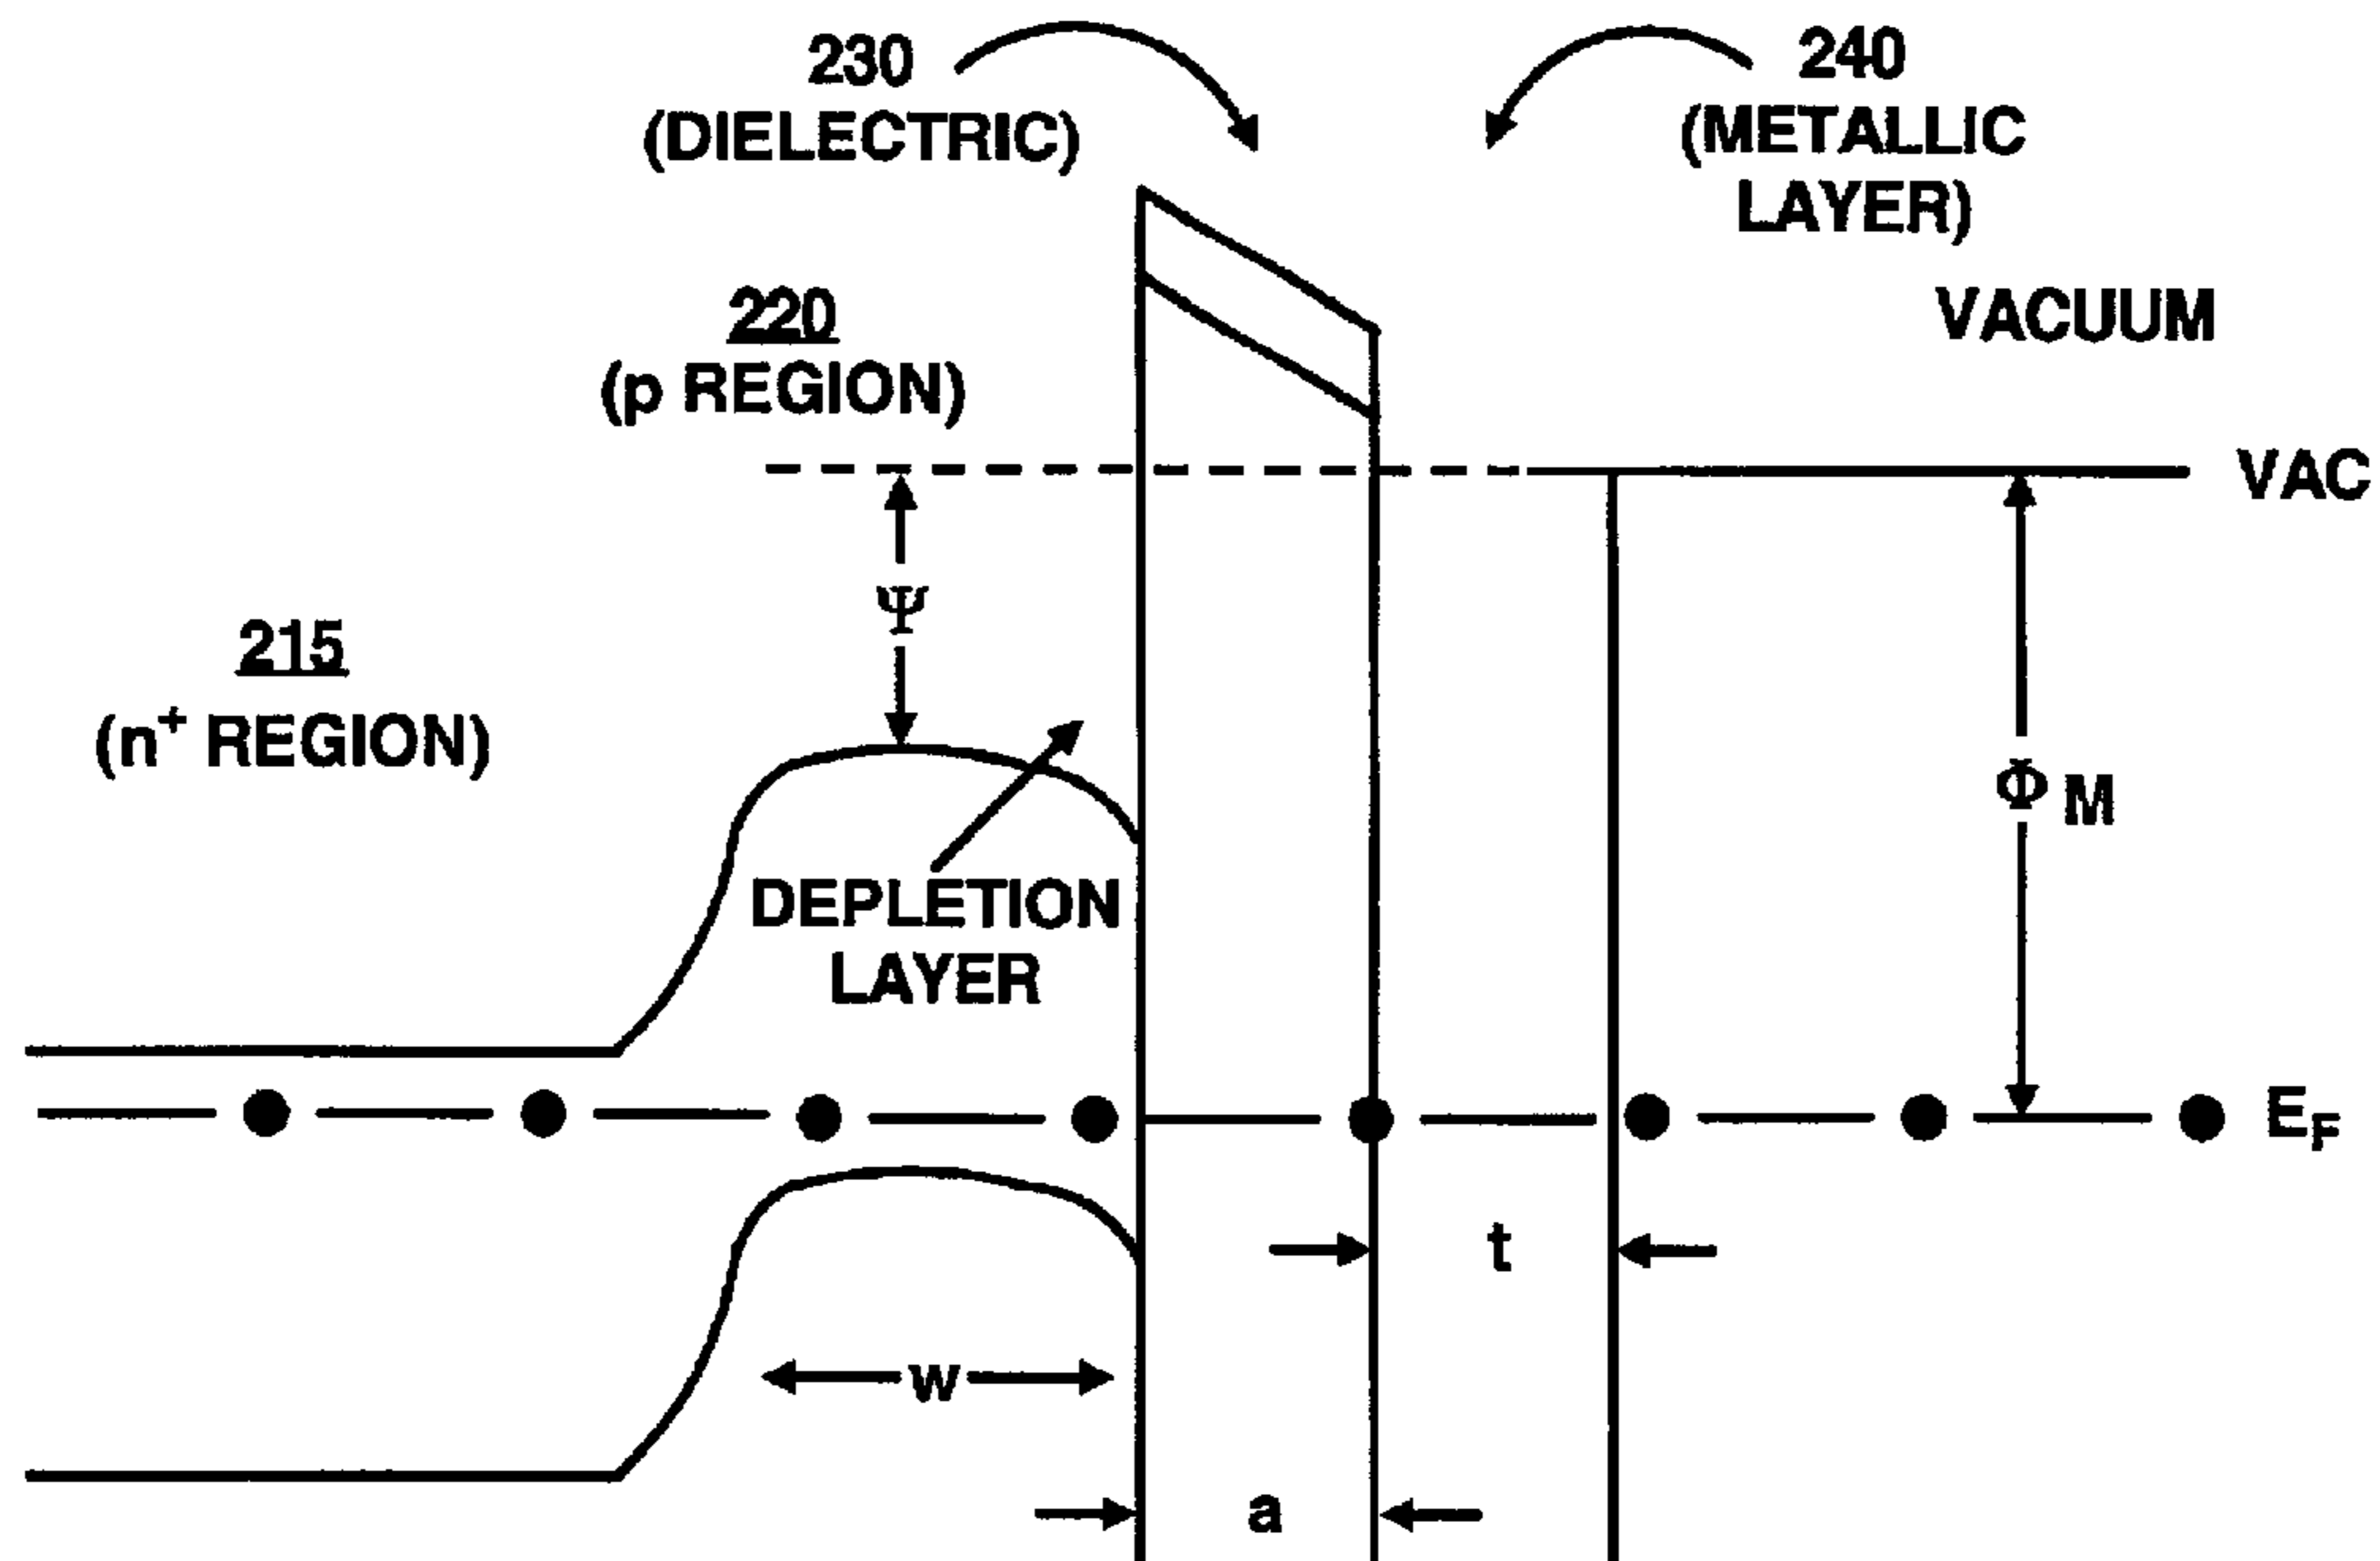 230
(DIELECTRIC)
240
(METALLIC
LAYER)
220
(p REGION)
VACUUM
VAC
Ψ
215
(n⁺ REGION)
Φ M
DEPLETION
LAYER
E_F
t
w
a